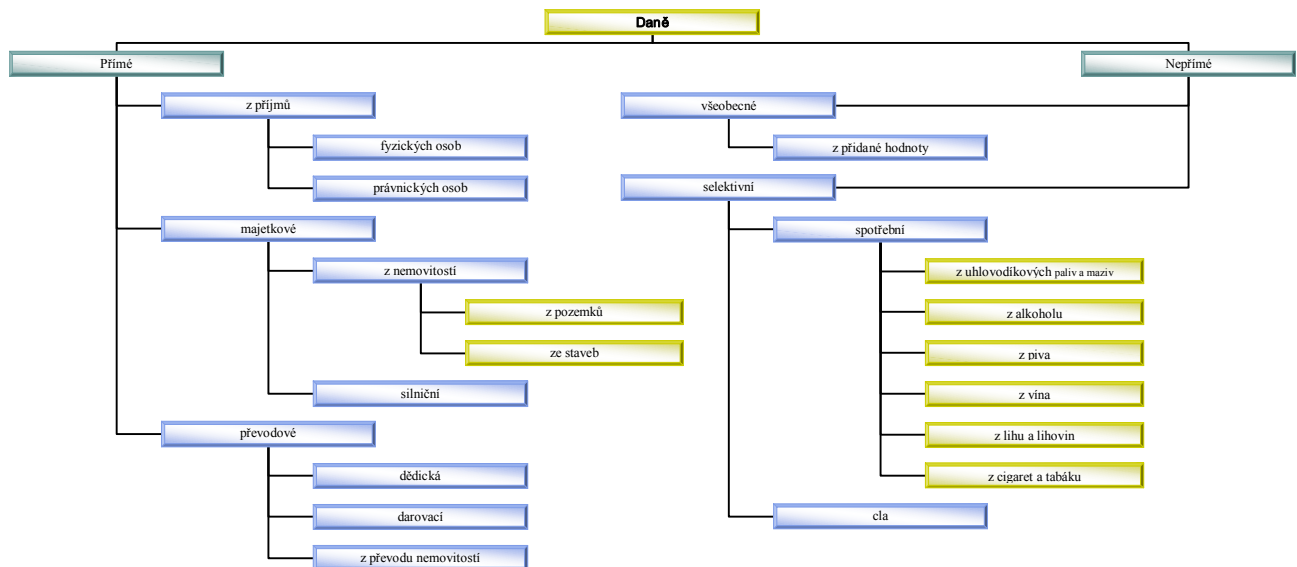 Daně
Přímé
z příjmů
fyzických osob
právnických osob
majetkové
z nemovitostí
z pozemků
ze staveb
silniční
převodové
dědická
darovací
z převodu nemovitostí
Nepřímé
všeobecné
z přidané hodnoty
selektivní
spotřební
z uhlovodíkových paliv a maziv
z alkoholu
z piva
z vína
z lihu a lihovin
z cigaret a tabáku
cla